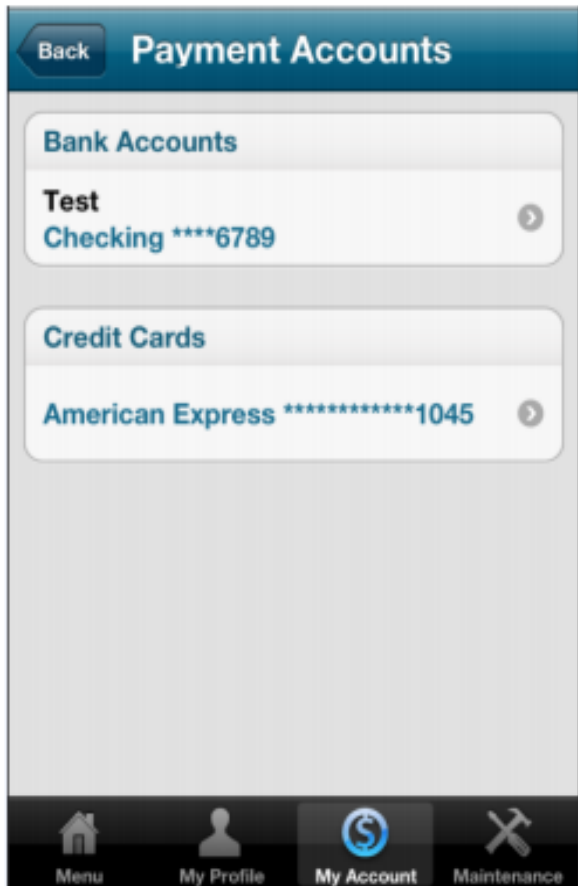 Back
Payment Accounts
Bank Accounts
Test
Checking ****6789
Credit Cards
American Express ************1045
Menu
My Profile
My Account
Maintenance